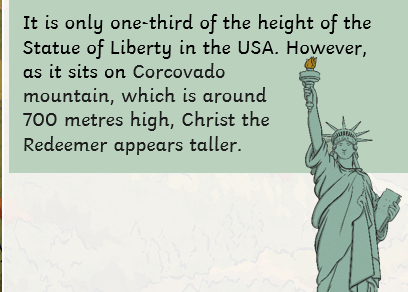 It is only one-third of the height of the
Statue of Liberty in the USA. However,
as it sits on Corcovado
mountain, which is around
700 metres high, Christ the
Redeemer appears taller.